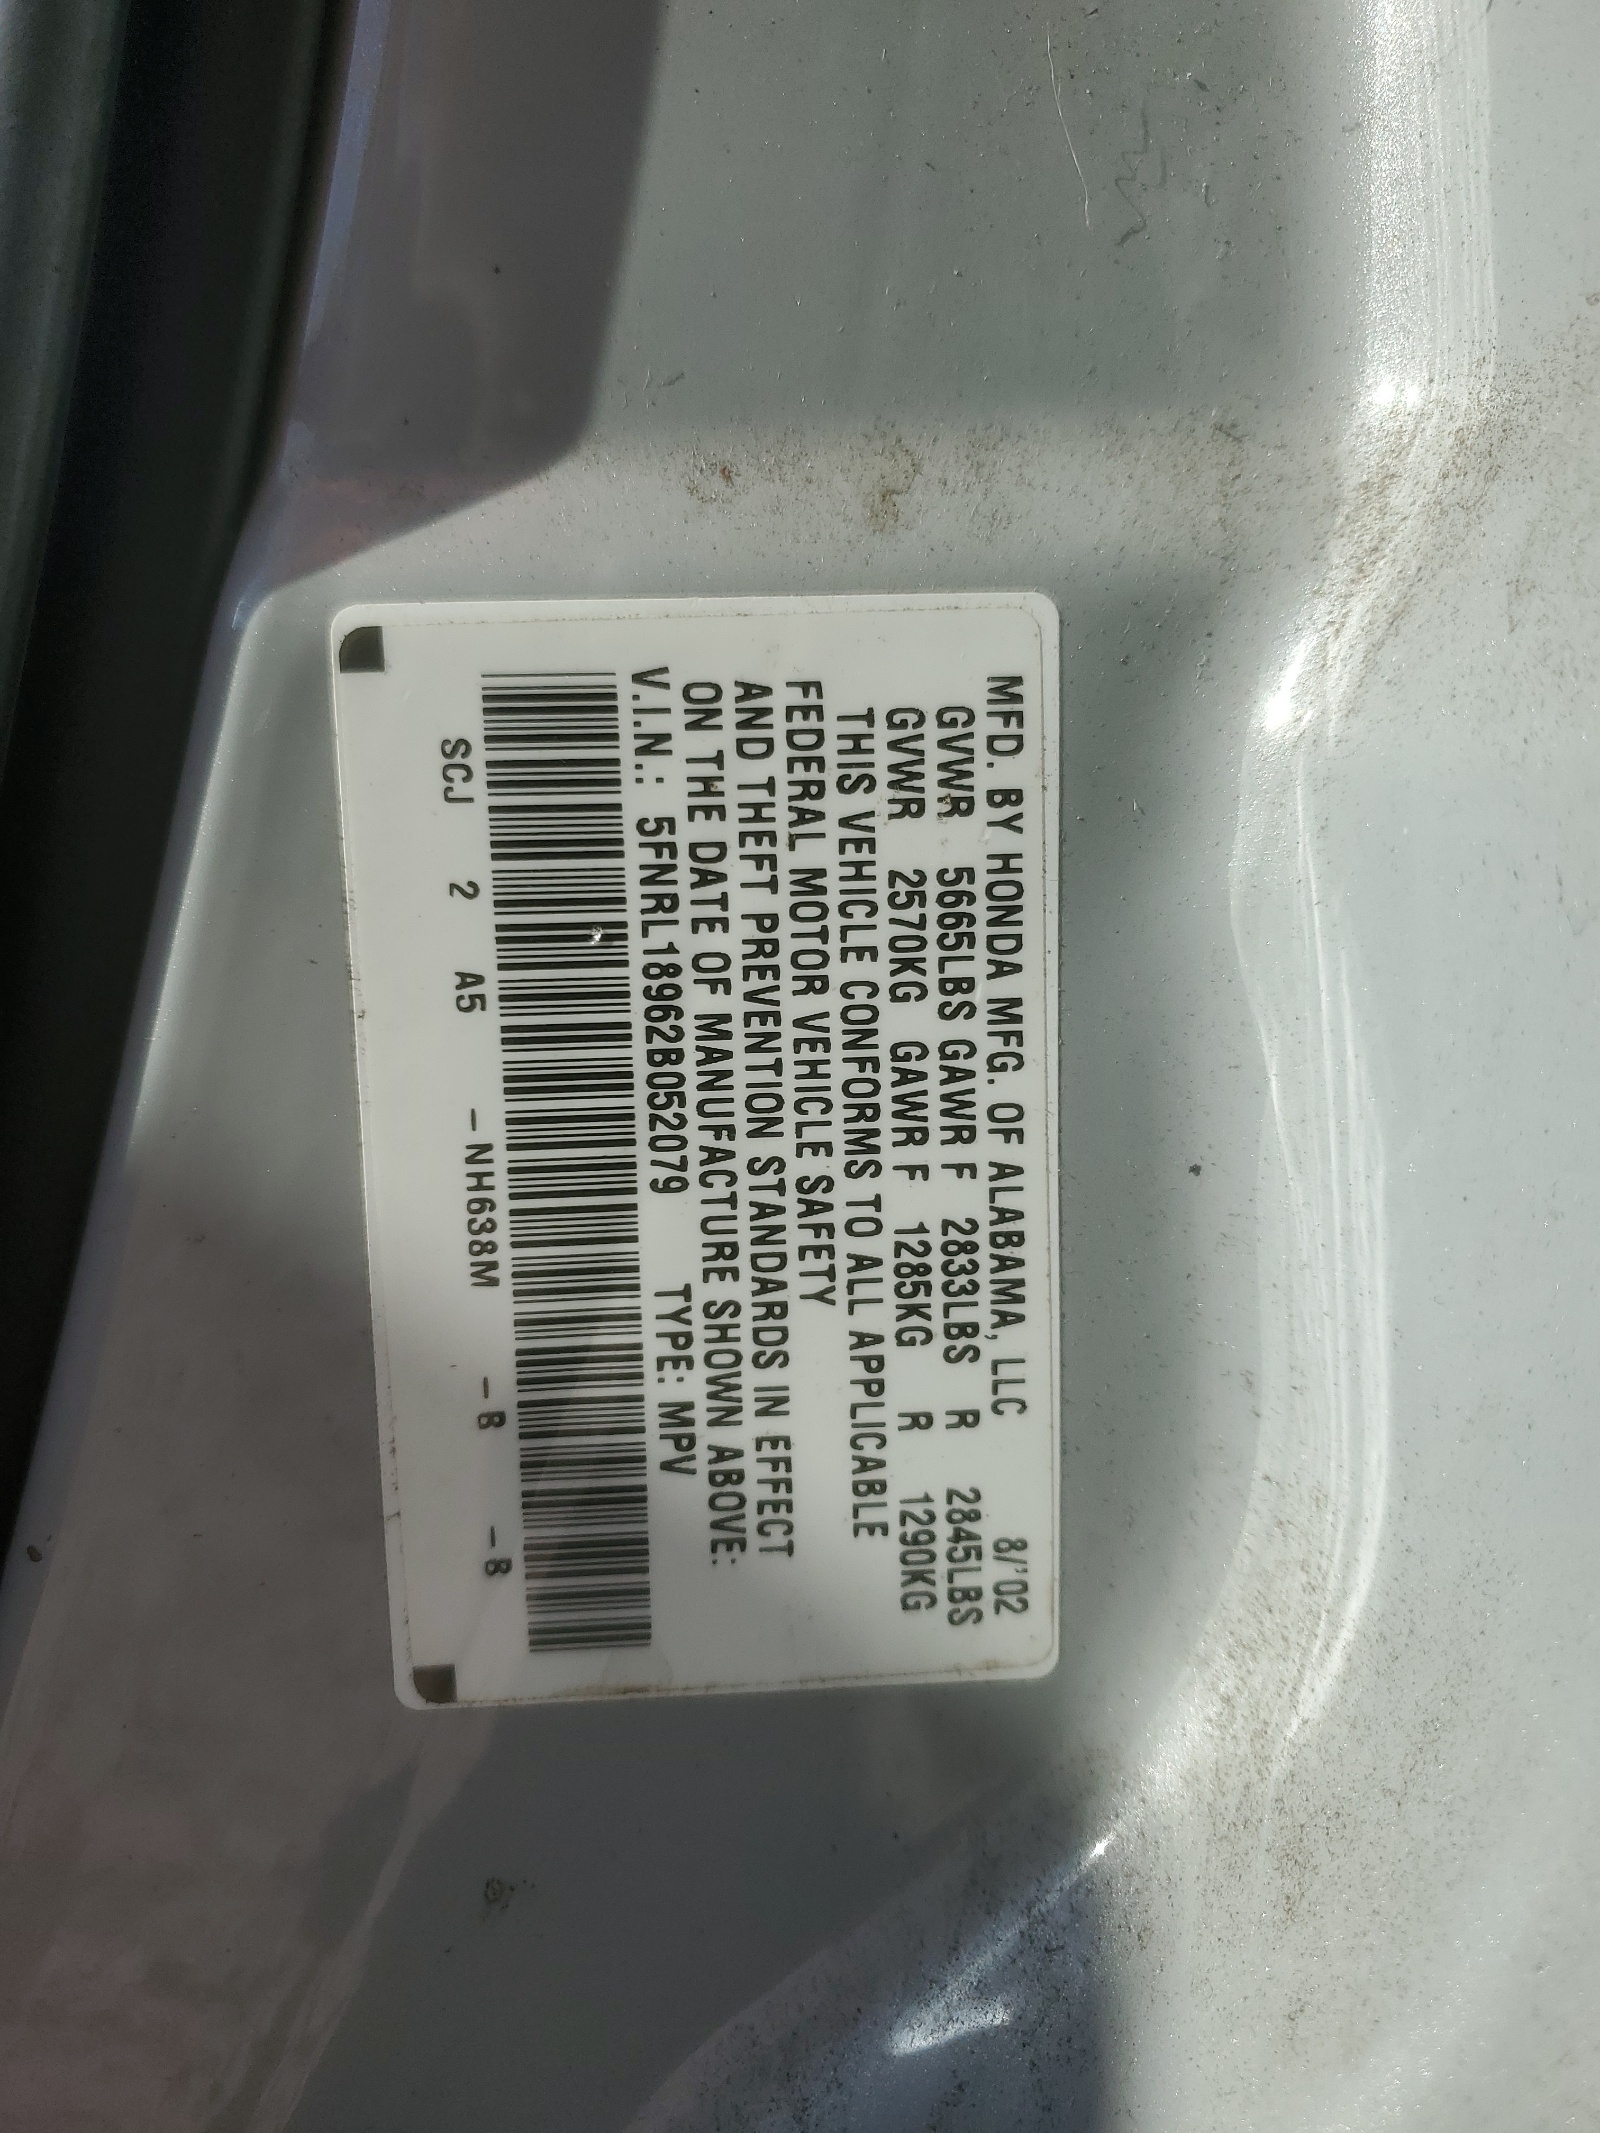 MFD. BY HONDA MFG. OF ALABAMA, LLC 8/'02
GVWR 5665LBS GAWR F 2833LBS R 2845LBS
GVWR 2570KG GAWR F 1285KG R 1290KG
THIS VEHICLE CONFORMS TO ALL APPLICABLE
FEDERAL MOTOR VEHICLE SAFETY
AND THEFT PREVENTION STANDARDS IN EFFECT
ON THE DATE OF MANUFACTURE SHOWN ABOVE:
V.I.N.: 5FNRL18962B052079 TYPE: MPV
SCJ 2 A5 -NH638M -B -B